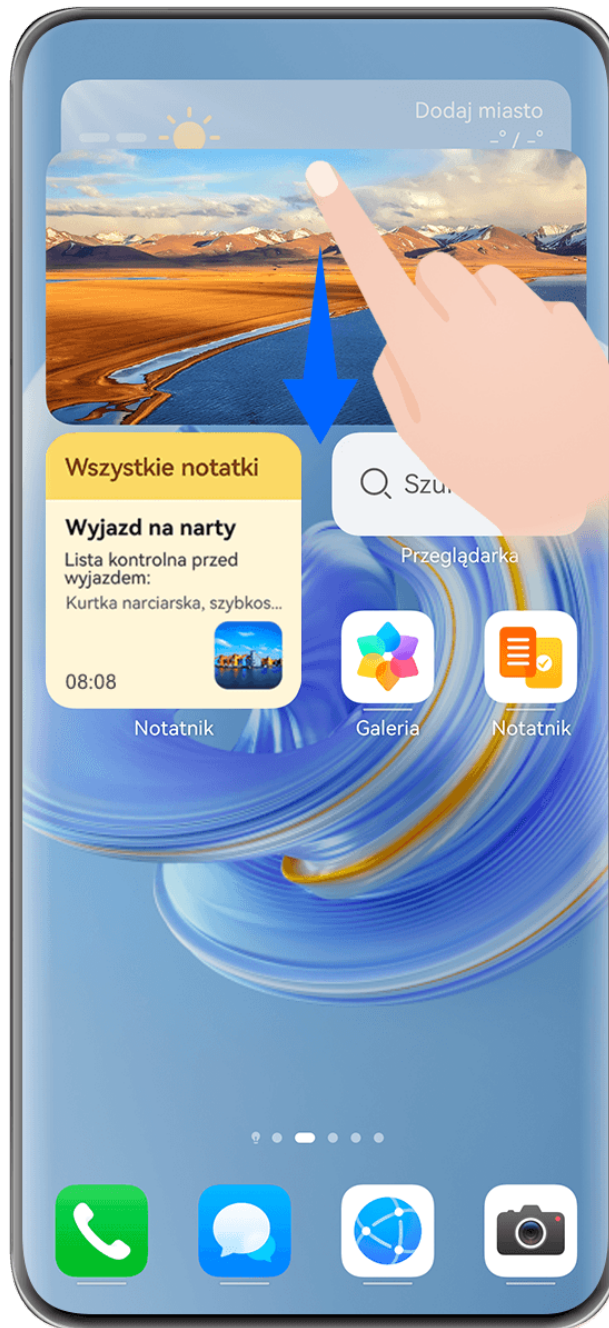 Dodaj miasto
-° / -°
Wszystkie notatki
Wyjazd na narty
Lista kontrolna przed
wyjazdem:
Kurtka narciarska, szybkos...
08:08
Notatnik
Przeglądarka
Galeria
Notatnik